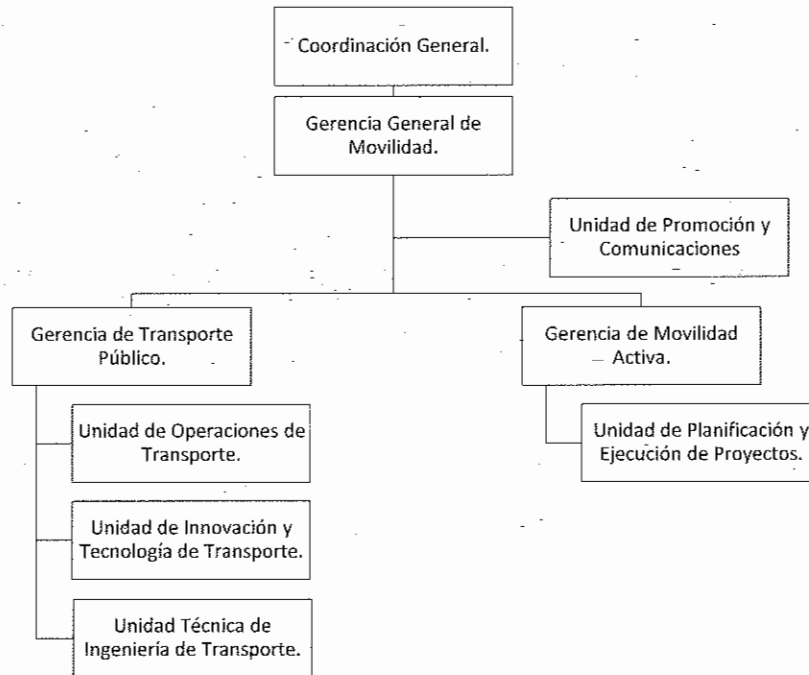 Coordinación General.
Gerencia General de
Movilidad.
Unidad de Promoción y
Comunicaciones
Gerencia de Transporte
Público.
Gerencia de Movilidad
Activa.
Unidad de Operaciones de
Transporte.
Unidad de Planificación y
Ejecución de Proyectos.
Unidad de Innovación y
Tecnología de Transporte.
Unidad Técnica de
Ingeniería de Transporte.